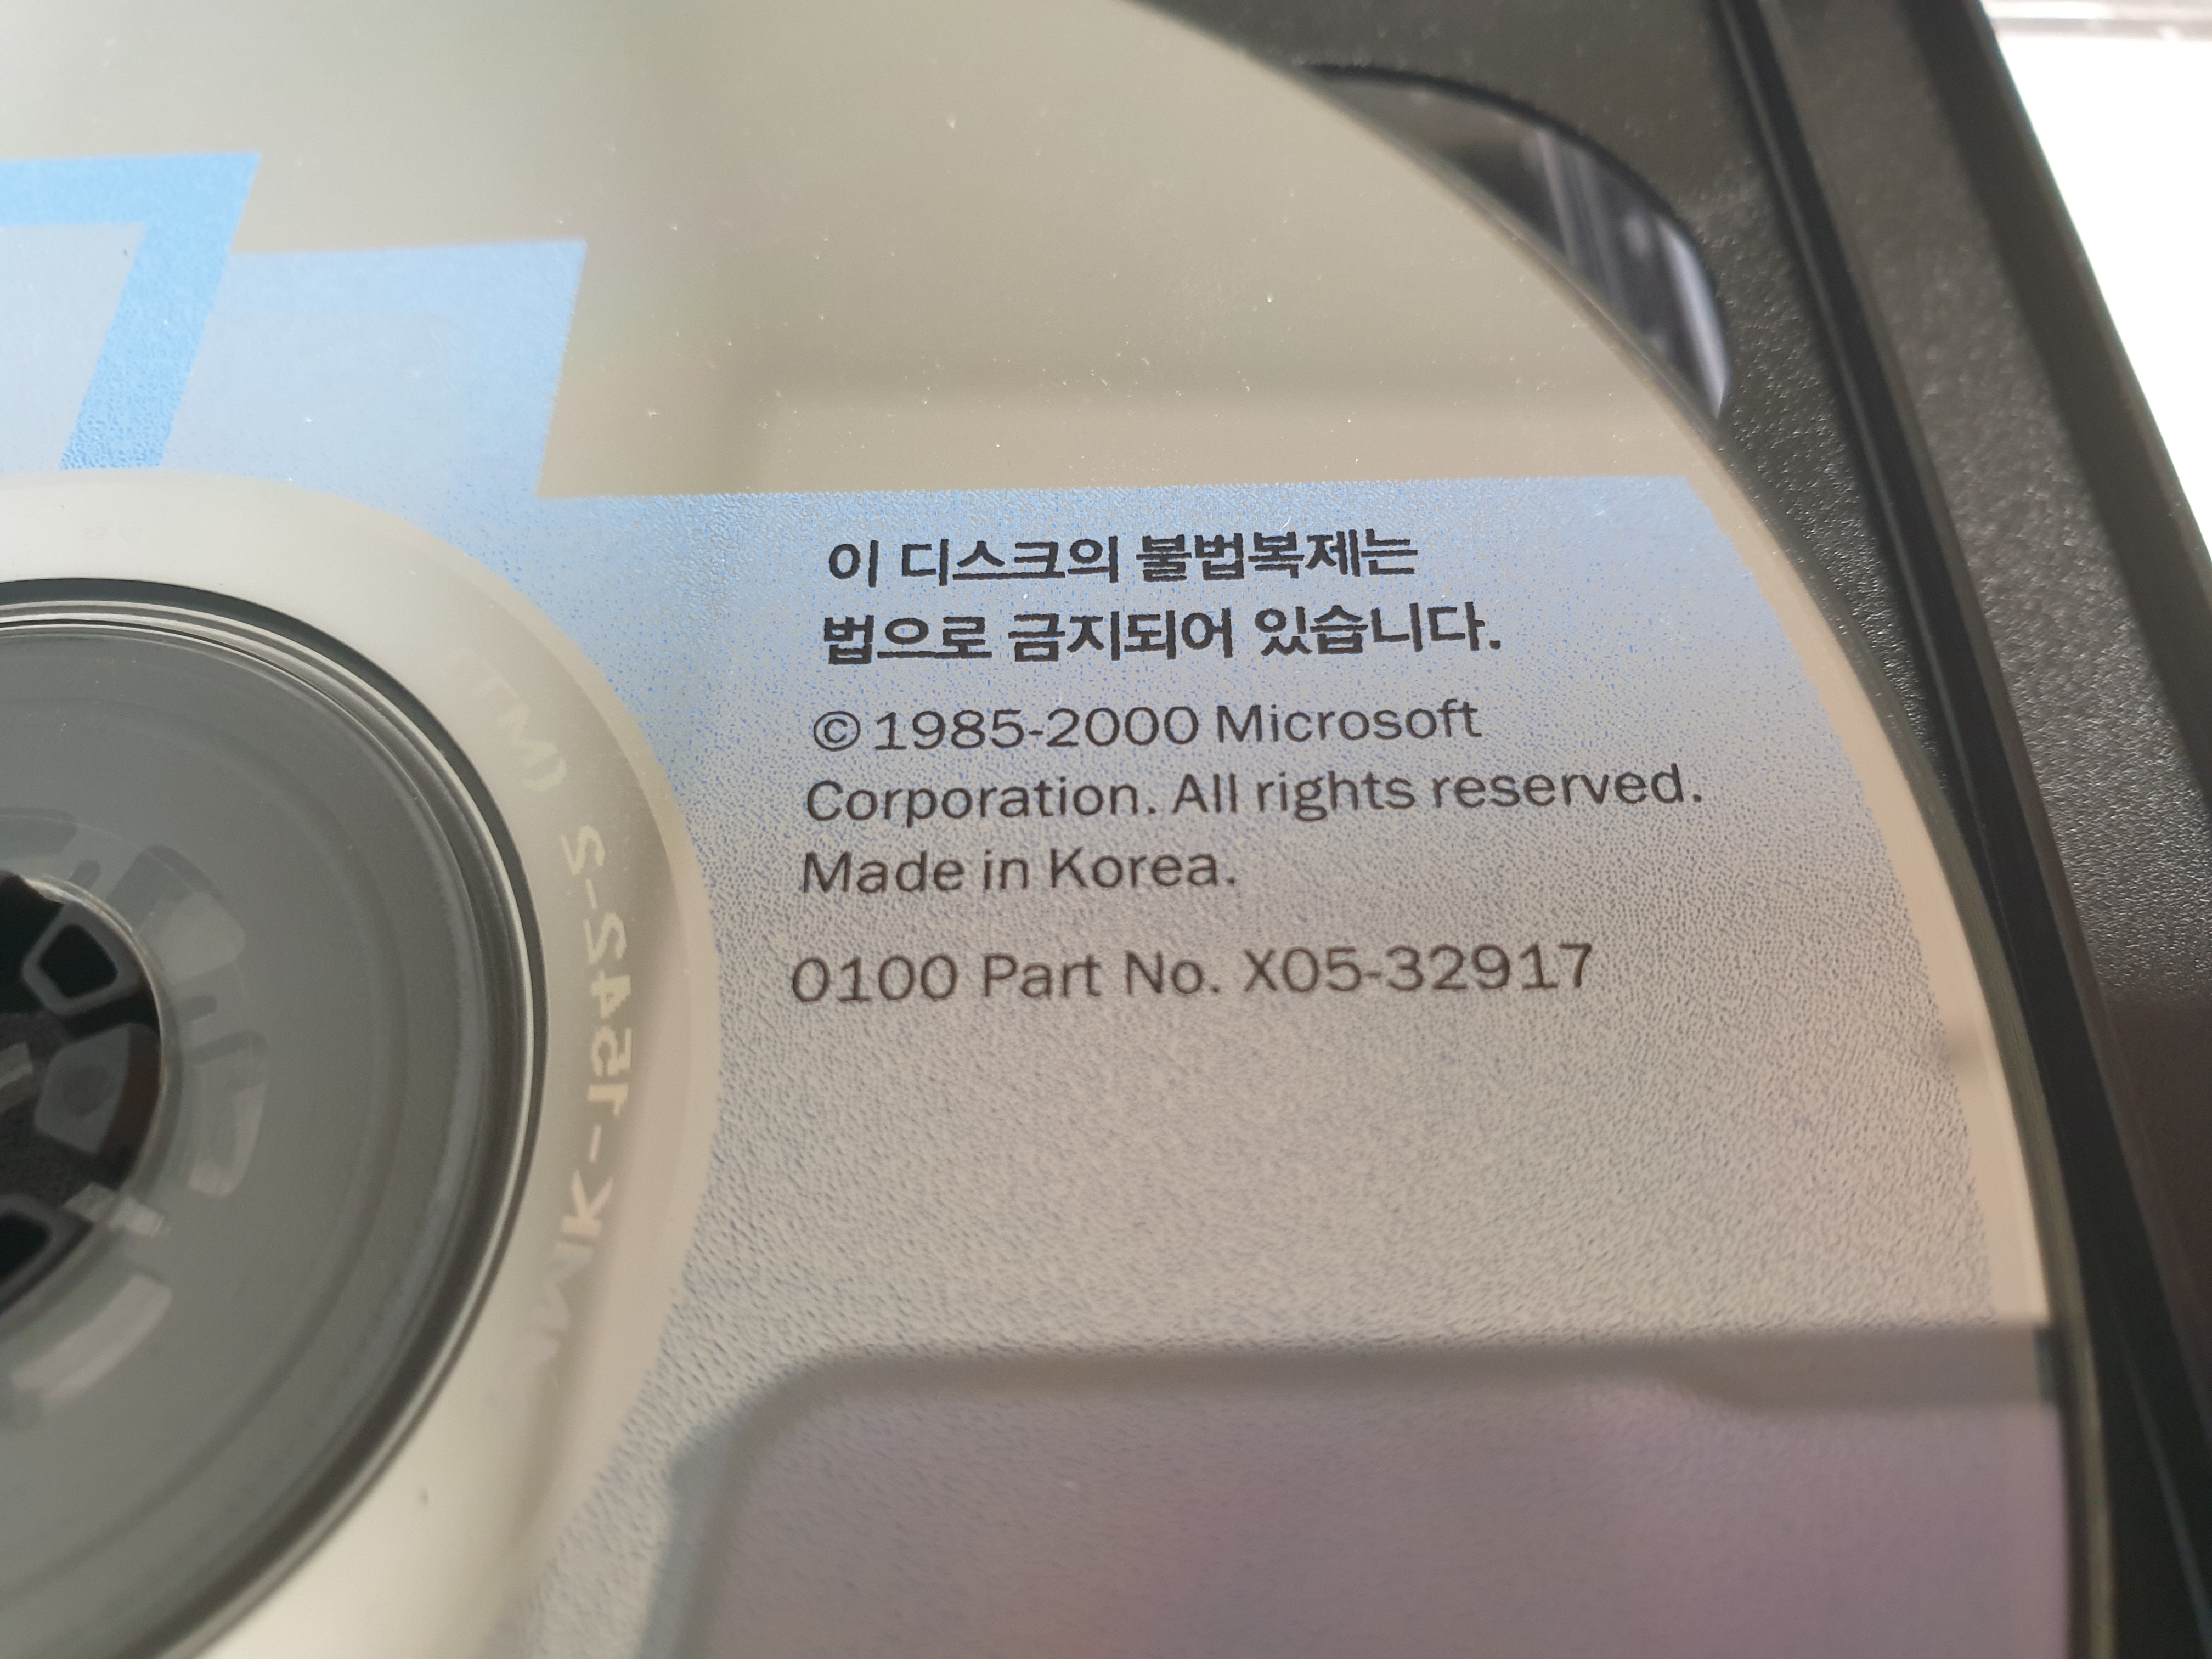 이 디스크의 불법복제는
법으로 금지되어 있습니다.
© 1985-2000 Microsoft
Corporation. All rights reserved.
Made in Korea.
0100 Part No. X05-32917